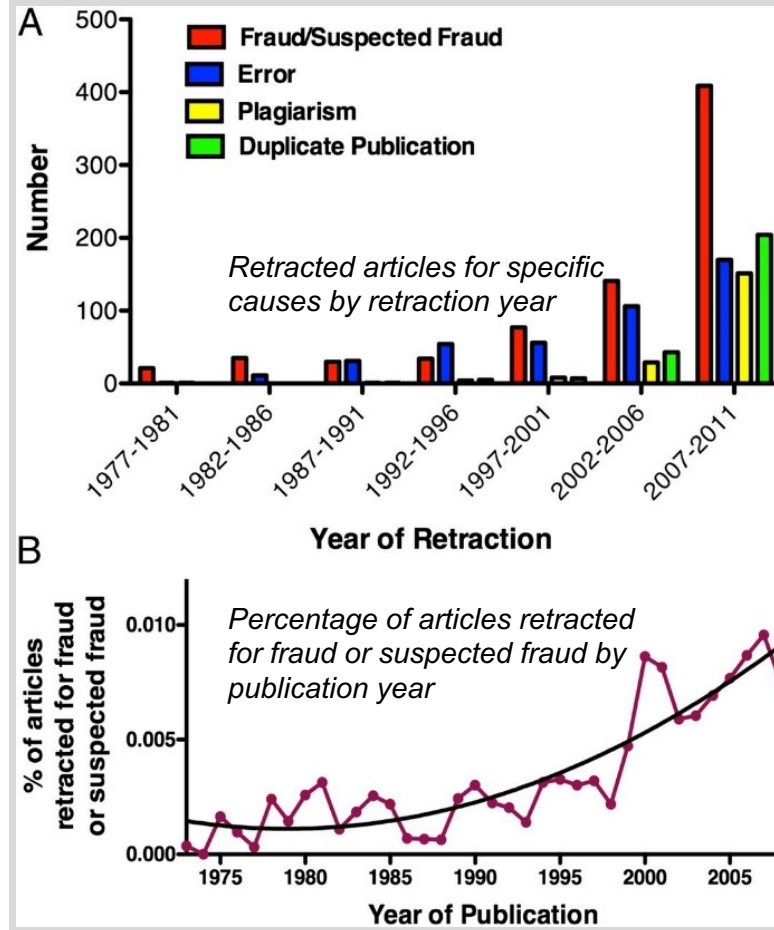 A
500
Fraud/Suspected Fraud
Error
400
Plagiarism
Duplicate Publication
300
Number
200
Retracted articles for specific
causes by retraction year
100
0
1977-1981
1982-1986
1987-1991
1992-1996
1997-2001
2002-2006
2007-2011
Year of Retraction
B
% of articles
retracted for fraud
or suspected fraud
Percentage of articles retracted
for fraud or suspected fraud by
publication year
0.010
0.005
0.000
1975 1980 1985 1990 1995 2000 2005
Year of Publication